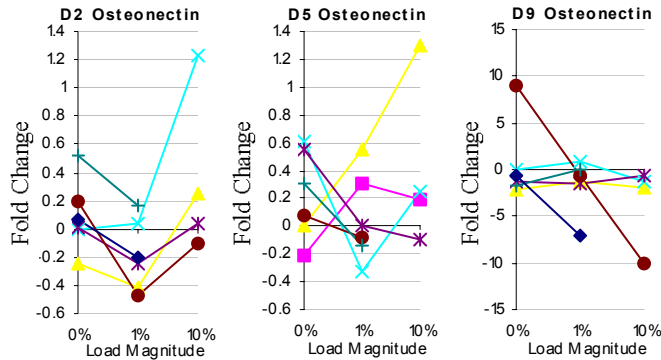 D2 Osteonectin
Fold Change
1.4
1.2
1
0.8
0.6
0.4
0.2
0
-0.2
-0.4
-0.6
0% 1% 10%
Load Magnitude
D5 Osteonectin
Fold Change
1.4
1.2
1
0.8
0.6
0.4
0.2
0
-0.2
-0.4
-0.6
0% 1% 10%
Load Magnitude
D9 Osteonectin
Fold Change
15
10
5
0
-5
-10
-15
0% 1% 10%
Load Magnitude